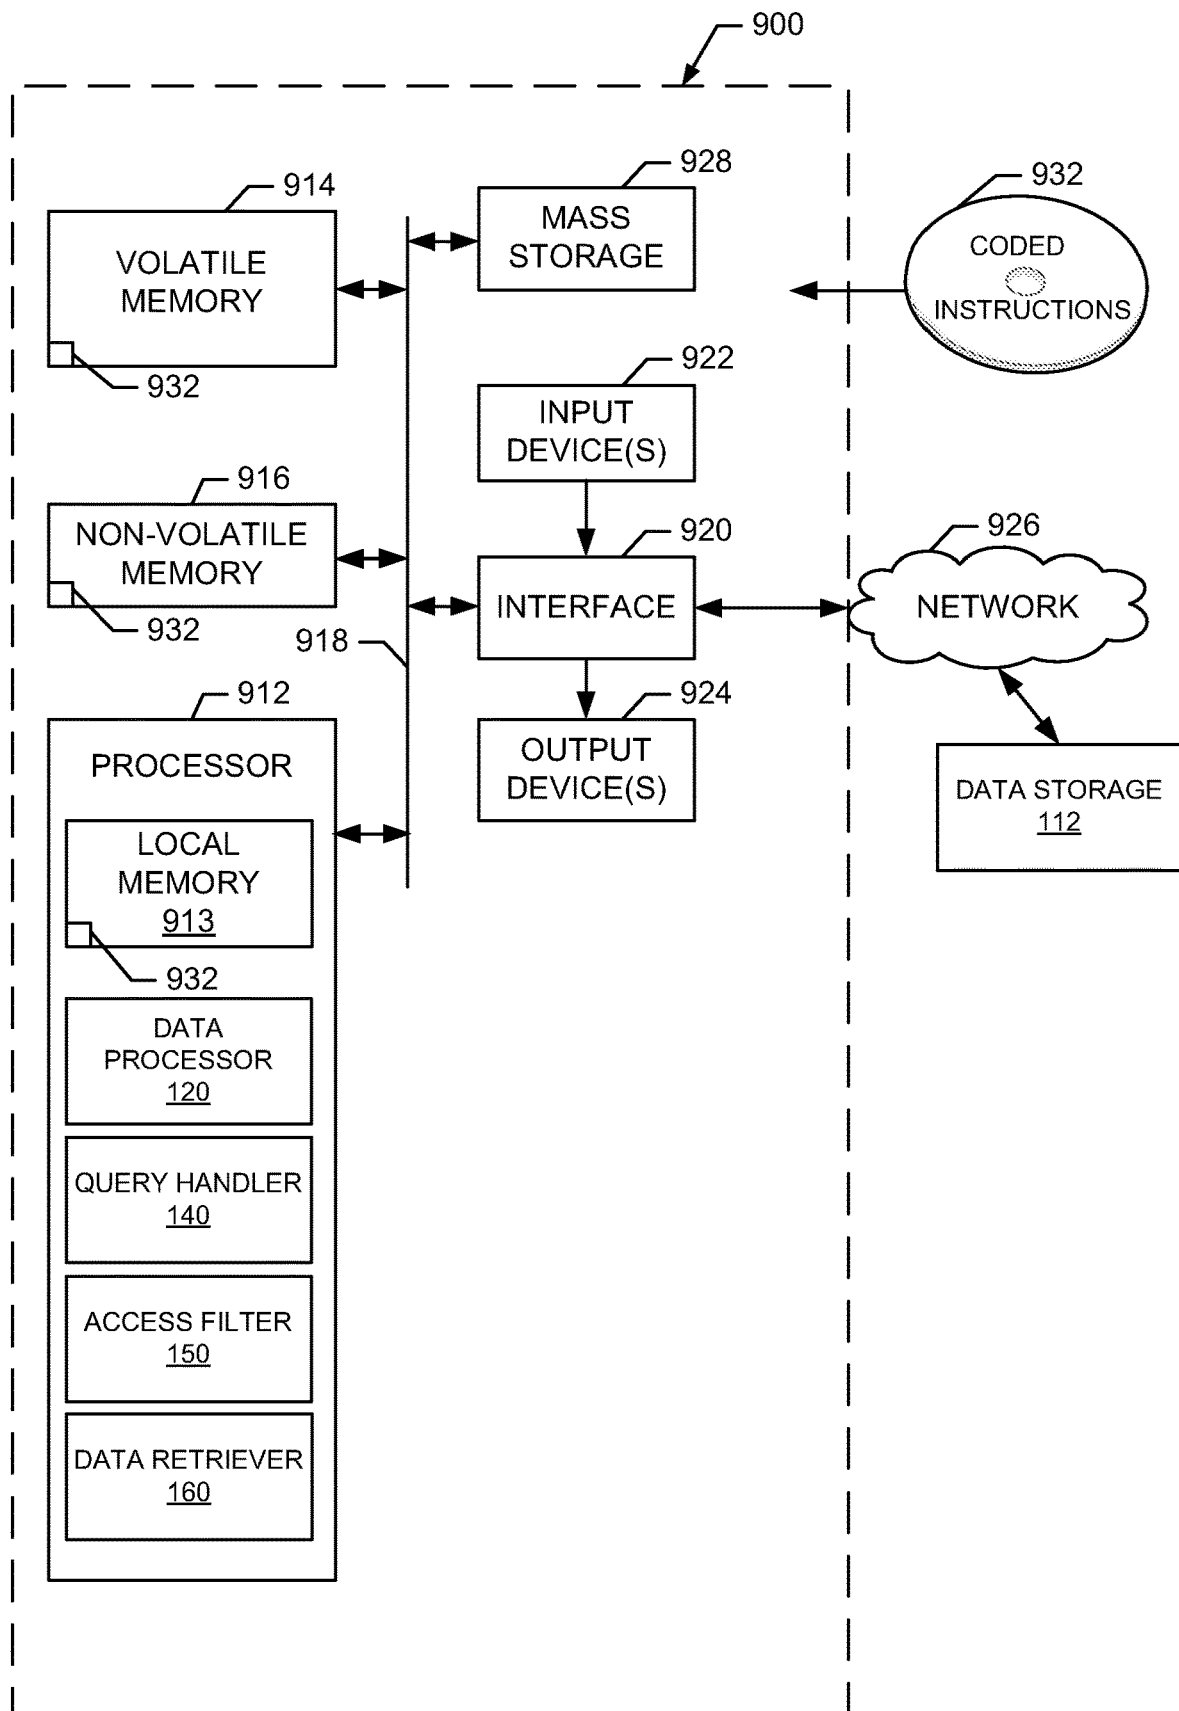 900
914
VOLATILE
MEMORY
932
928
MASS
STORAGE
932
CODED
INSTRUCTIONS
922
INPUT
DEVICE(S)
916
NON-VOLATILE
MEMORY
932
918
920
INTERFACE
926
NETWORK
924
OUTPUT
DEVICE(S)
DATA STORAGE
112
912
PROCESSOR
LOCAL
MEMORY
913
932
DATA
PROCESSOR
120
QUERY HANDLER
140
ACCESS FILTER
150
DATA RETRIEVER
160